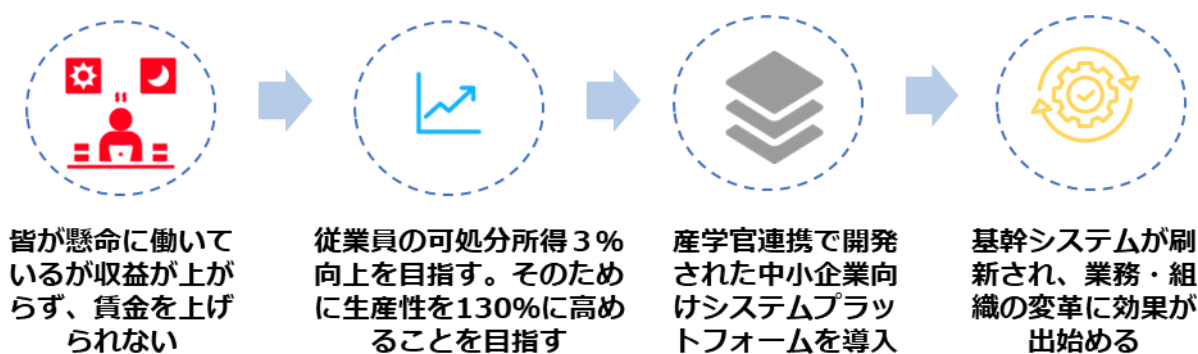 皆が懸命に働いて
いるが収益が上が
らず、賃金を上げ
られない
従業員の可処分所得３％
向上を目指す。そのため
に生産性を130%に高め
ることを目指す
産学官連携で開発
された中小企業向
けシステムプラッ
トフォームを導入
基幹システムが刷
新され、業務・組
織の変革に効果が
出始める